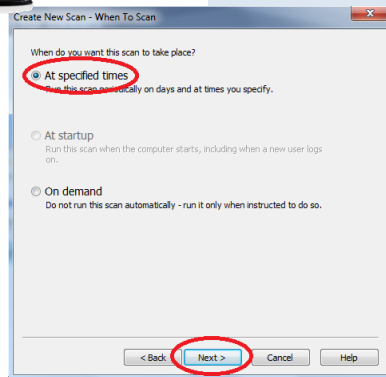 Create New Scan - When To Scan
When do you want this scan to take place?
At specified times
Run this scan periodically on days and at times you specify.
At startup
Run this scan when the computer starts, including when a new user logs
on.
On demand
Do not run this scan automatically - run it only when instructed to do so.
< Back
Next >
Cancel
Help